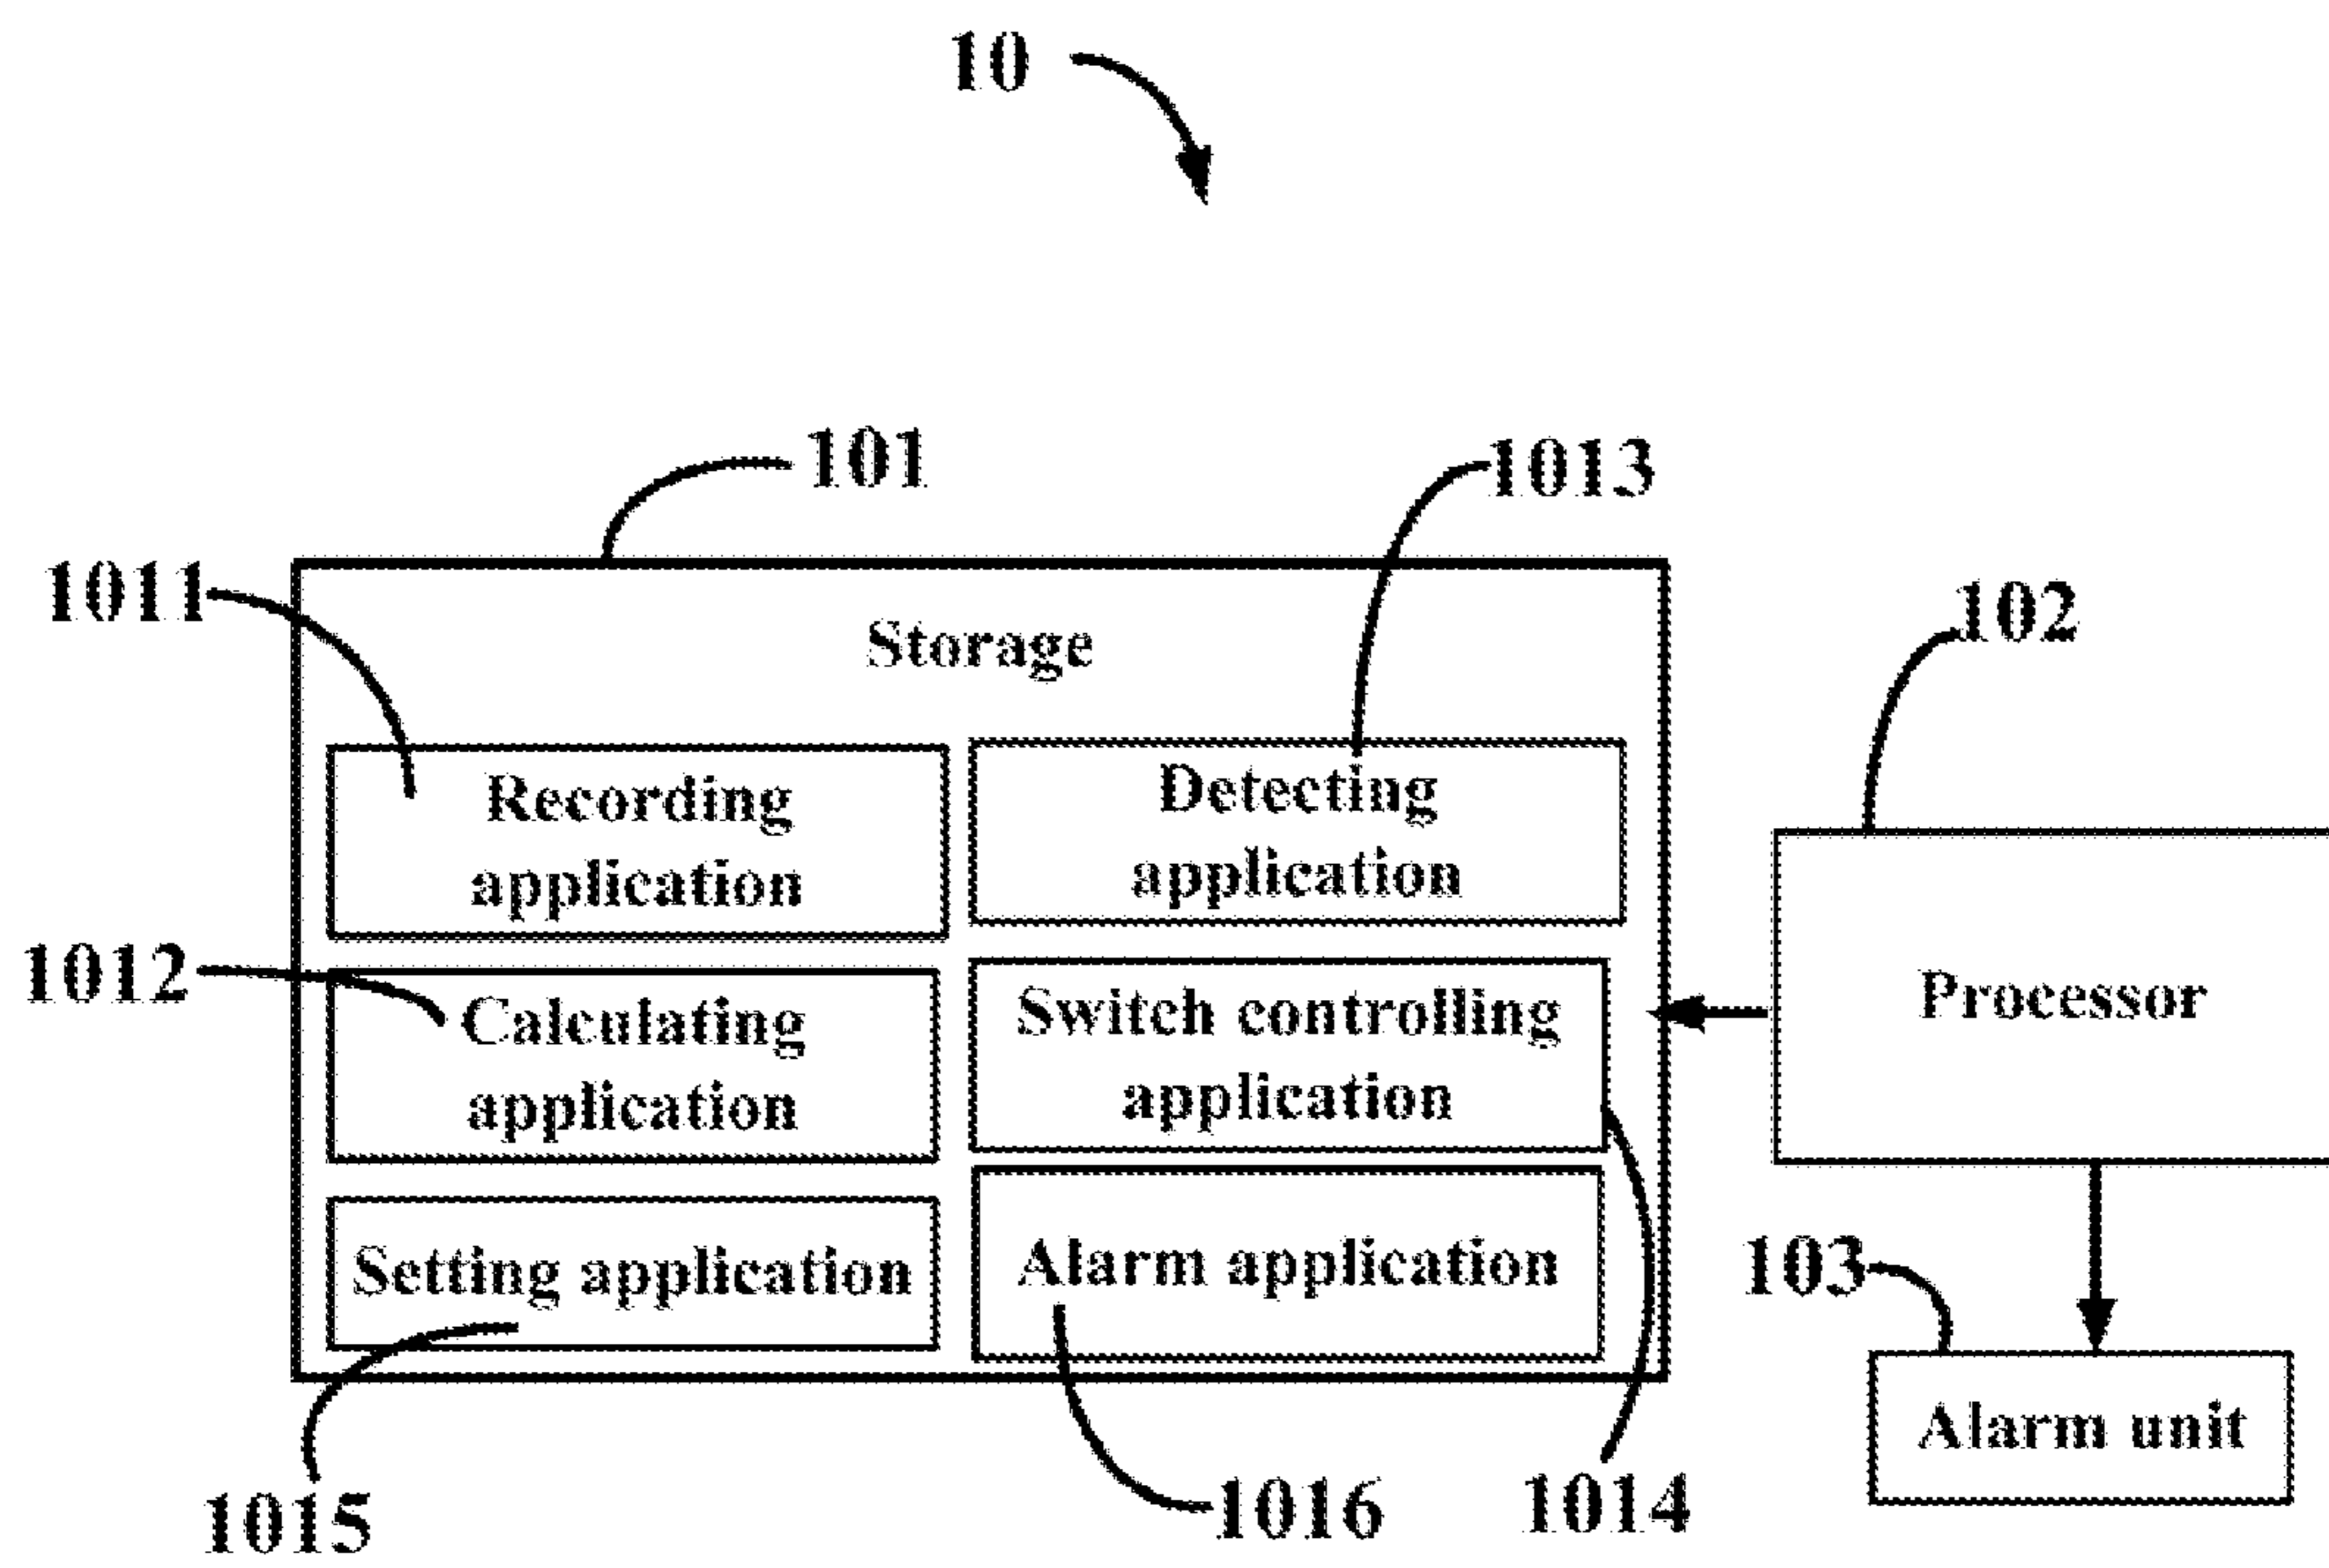 10
101
1013
1011
102
Storage
Recording
application
Detecting
application
1012
Calculating
application
Switch controlling
application
Processor
Setting application
Alarm application
103
Alarm unit
1015
1016
1014